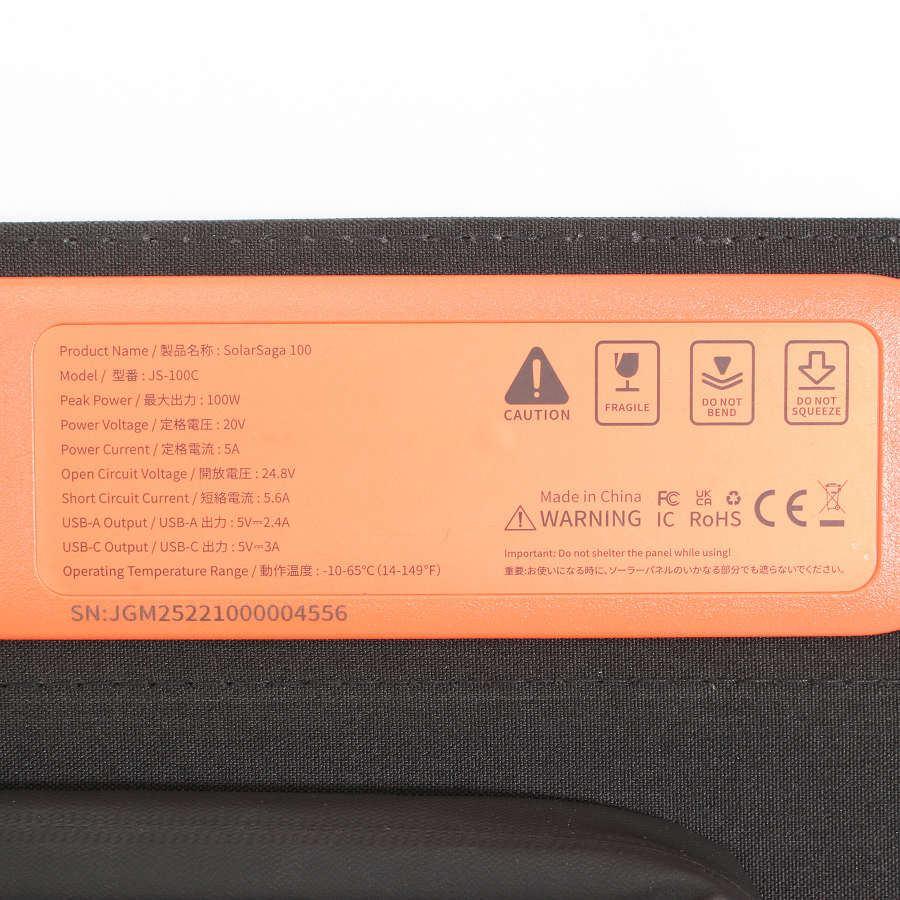 Product Name / 製品名称 : SolarSaga 100
Model / 型番 : JS-100C
Peak Power / 最大出力 : 100W
Power Voltage / 定格電圧 : 20V
Power Current / 定格電流 : 5A
Open Circuit Voltage / 開放電圧 : 24.8V
Short Circuit Current / 短絡電流 : 5.6A
USB-A Output / USB-A 出力 : 5V⎓2.4A
USB-C Output / USB-C 出力 : 5V⎓3A
Operating Temperature Range / 動作温度 : -10-65℃ (14-149℉)
SN:JGM25221000004556
CAUTION
FRAGILE
DO NOT
BEND
DO NOT
SQUEEZE
Made in China
WARNING
FC
IC
UK
CA
RoHS
CE
Important: Do not shelter the panel while using!
重要:お使いになる時に、ソーラーパネルのいかなる部分でも遮らないでください。